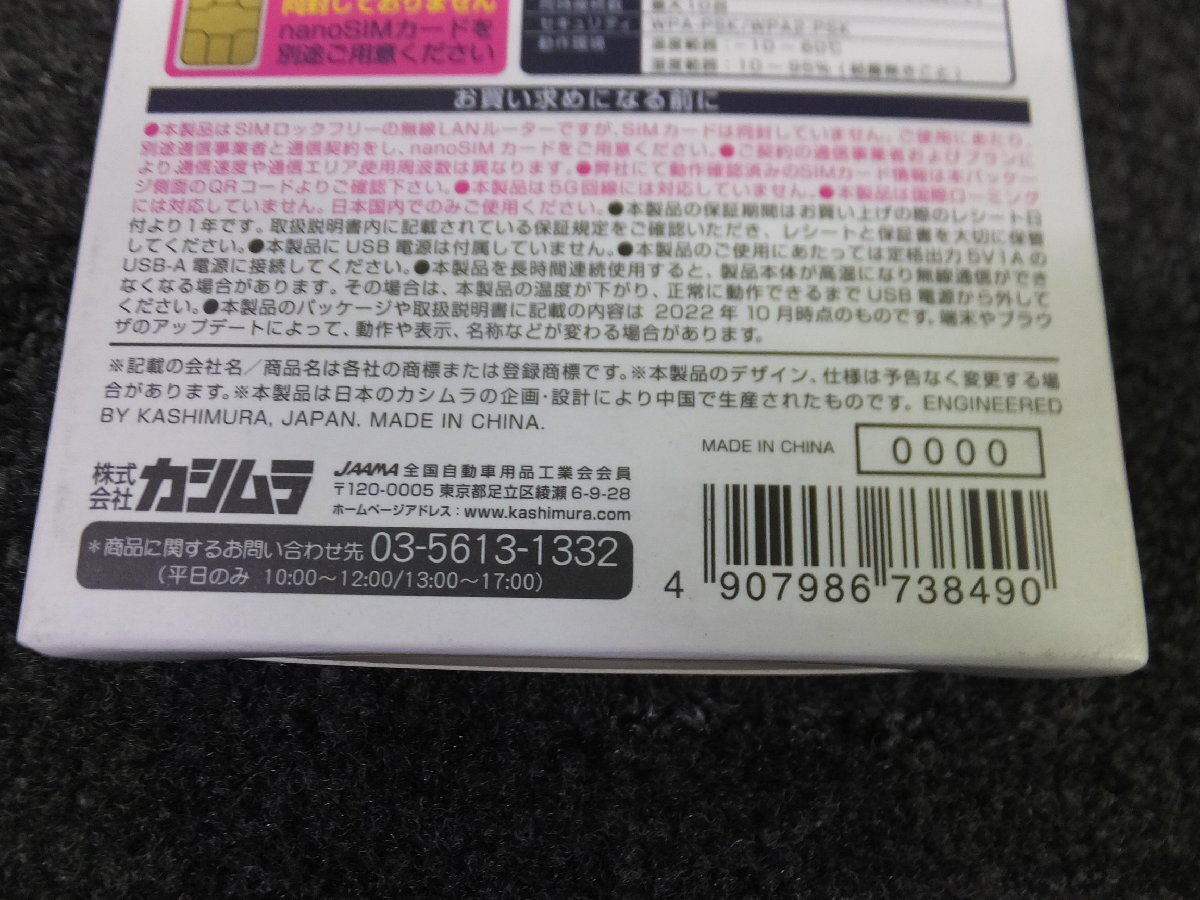 同封しておりません
nanoSIMカードを
別途ご用意ください
最大10台
セキュリティ WPA-PSK/WPA2-PSK
動作環境 温度範囲：-10～60℃
お買い求めになる前に
●本製品はSIMロックフリーの無線LANルーターですが、SIMカードは同封していません。ご使用にあたり、
別途通信事業者と通信契約をし、nanoSIMカードをご用意ください。●ご契約の通信事業者およびプランに
より、通信速度や通信エリア、使用周波数は異なります。●弊社にて動作確認済みのSIMカード情報は本パッケー
ジ側面のQRコードよりご確認下さい。●本製品は5G回線には対応していません。●本製品は国際ローミング
には対応していません。日本国内でのみご使用ください。●本製品の保証期間はお買い上げの際のレシート日
付より1年です。取扱説明書内に記載されている保証規定をご確認いただき、レシートと保証書を大切に保管
してください。●本製品にUSB電源は付属していません。●本製品のご使用にあたっては定格出力5V1Aの
USB-A電源に接続してください。●本製品を長時間連続使用すると、製品本体が高温になり無線通信ができ
なくなる場合があります。その場合は、本製品の温度が下がり、正常に動作できるまでUSB電源から外して
ください。●本製品のパッケージや取扱説明書に記載の内容は2022年10月時点のものです。端末やブラウ
ザのアップデートによって、動作や表示、名称などが変わる場合があります。
※記載の会社名／商品名は各社の商標または登録商標です。※本製品のデザイン、仕様は予告なく変更する場
合があります。※本製品は日本のカシムラの企画・設計により中国で生産されたものです。ENGINEERED
BY KASHIMURA, JAPAN. MADE IN CHINA.
MADE IN CHINA 0000
株式会社カシムラ
JAAMA 全国自動車用品工業会会員
〒120-0005 東京都足立区綾瀬6-9-28
ホームページアドレス：www.kashimura.com
*商品に関するお問い合わせ先 03-5613-1332
（平日のみ 10:00～12:00/13:00～17:00）
4 907986 738490